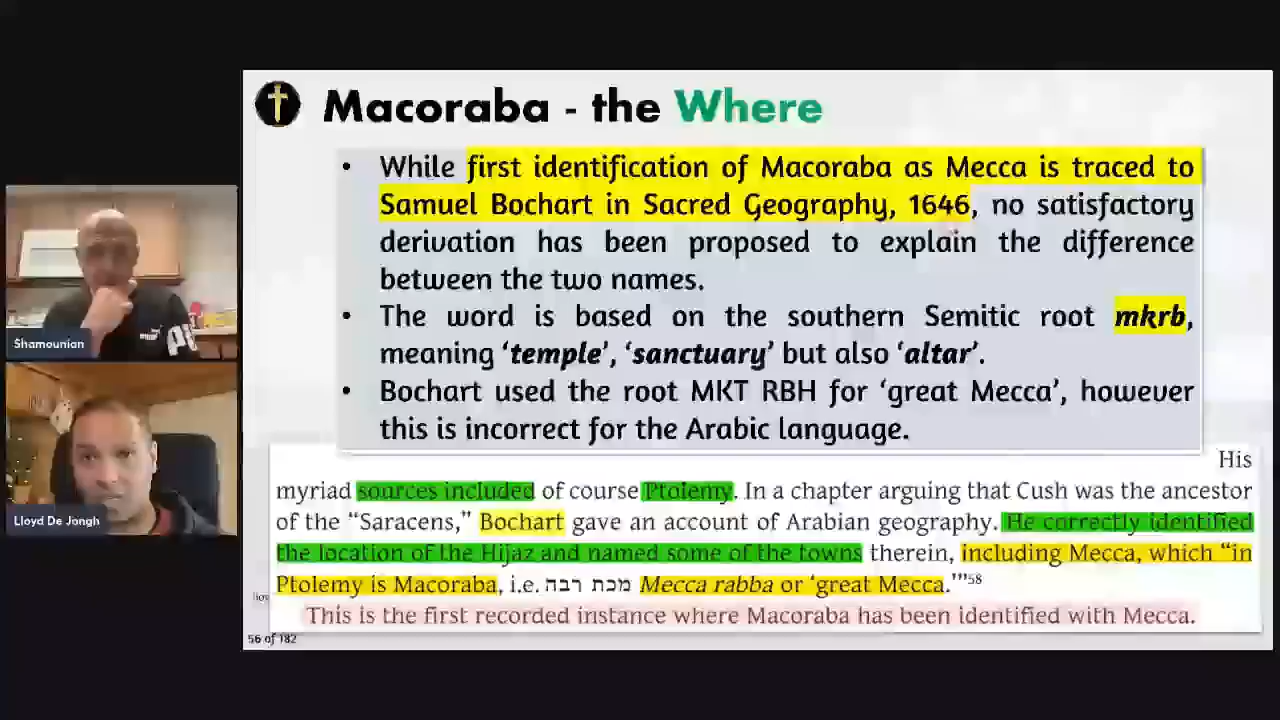 Macoraba - the Where
• While first identification of Macoraba as Mecca is traced to
Samuel Bochart in Sacred Geography, 1646, no satisfactory
derivation has been proposed to explain the difference
between the two names.
• The word is based on the southern Semitic root mkrb,
meaning ‘temple’, ‘sanctuary’ but also ‘altar’.
• Bochart used the root MKT RBH for ‘great Mecca’, however
this is incorrect for the Arabic language.
His
myriad sources included of course Ptolemy. In a chapter arguing that Cush was the ancestor
of the “Saracens,” Bochart gave an account of Arabian geography. He correctly identified
the location of the Hijaz and named some of the towns therein, including Mecca, which “in
Ptolemy is Macoraba, i.e. מכת רבה Mecca rabba or ‘great Mecca.’”58
This is the first recorded instance where Macoraba has been identified with Mecca.
56 of 182
Shamounian
Lloyd De Jongh